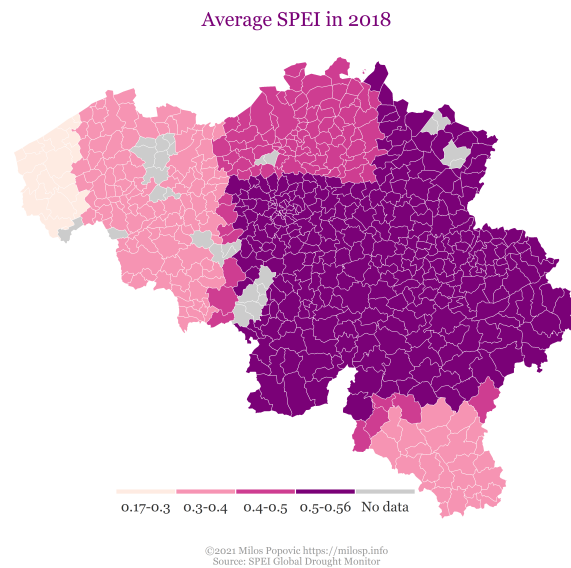 Average SPEI in 2018
0.17-0.3 0.3-0.4 0.4-0.5 0.5-0.56 No data
©2021 Milos Popovic https://milosp.info
Source: SPEI Global Drought Monitor